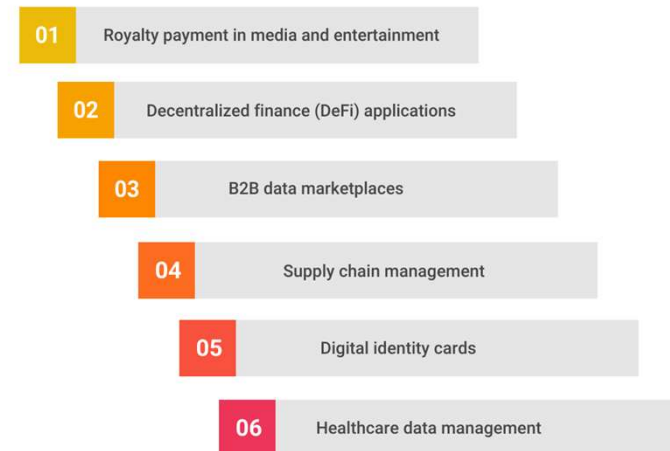 01 Royalty payment in media and entertainment
02 Decentralized finance (DeFi) applications
03 B2B data marketplaces
04 Supply chain management
05 Digital identity cards
06 Healthcare data management